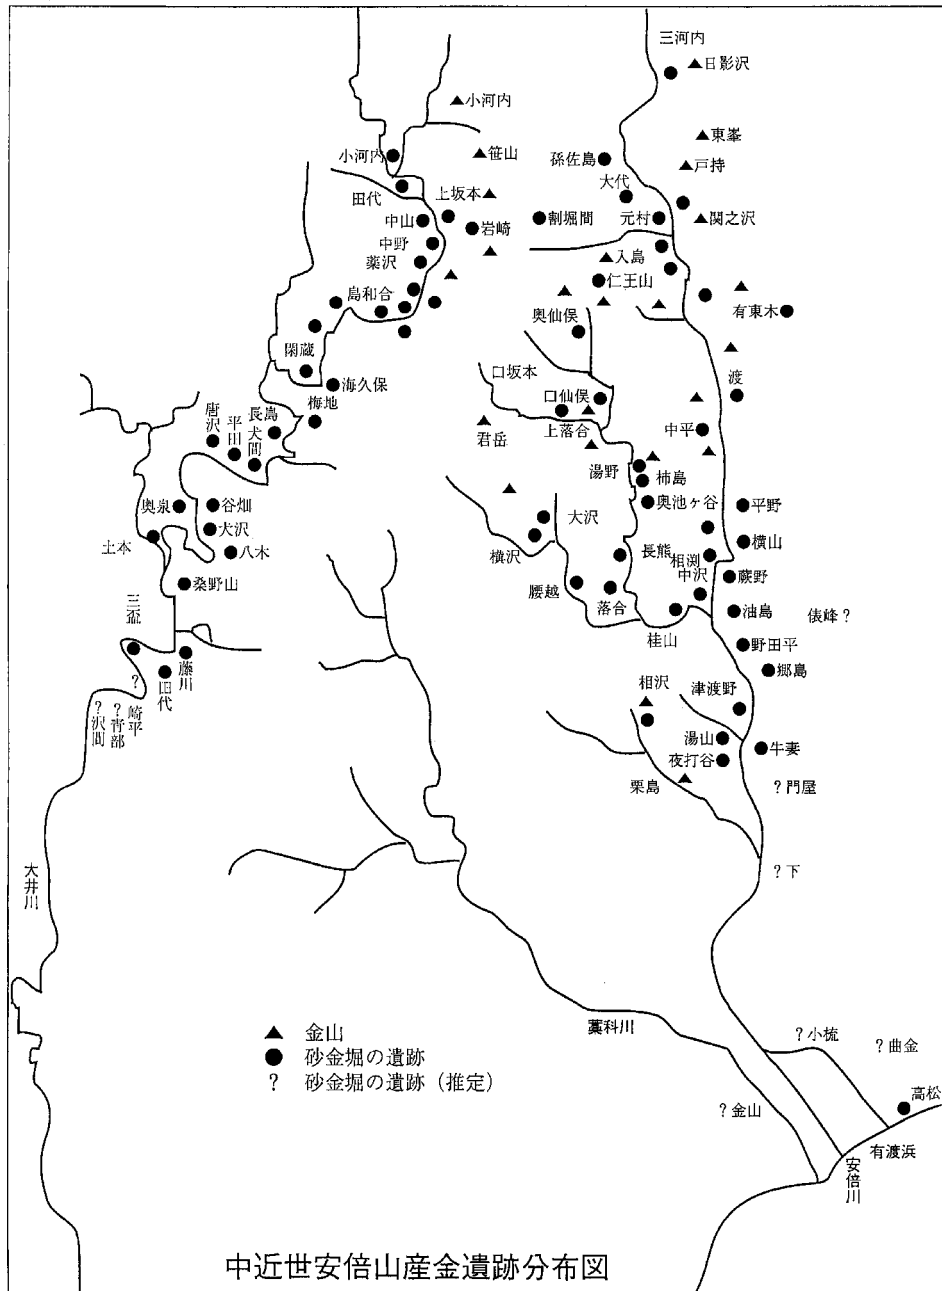 三河内
▲日影沢
▲小河内
▲東峯
▲笹山
孫佐島
小河内
▲戸持
大代
田代
上坂本▲
中山
岩崎
割堀間
元村
▲関之沢
中野
薬沢
▲入島
仁王山
島和合
奥仙俣
有東木
閑蔵
口坂本
渡
海久保
梅地
口仙俣
長島
唐沢
平田
犬間
君岳
上落合
中平
湯野
柿島
奥泉
谷畑
大沢
奥池ヶ谷
平野
土本
犬沢
八木
横沢
長熊
相渕
横山
中沢
蕨野
桑野山
腰越
落合
油島
俵峰?
三盃
桂山
野田平
藤川
田代
相沢
郷島
?
崎平
?青部
?沢間
津渡野
湯山
牛妻
夜打谷
栗島
?門屋
?下
大井川
藁科川
?小梳
?曲金
▲ 金山
● 砂金堀の遺跡
? 砂金堀の遺跡(推定)
?金山
高松
有渡浜
安倍川
中近世安倍山産金遺跡分布図